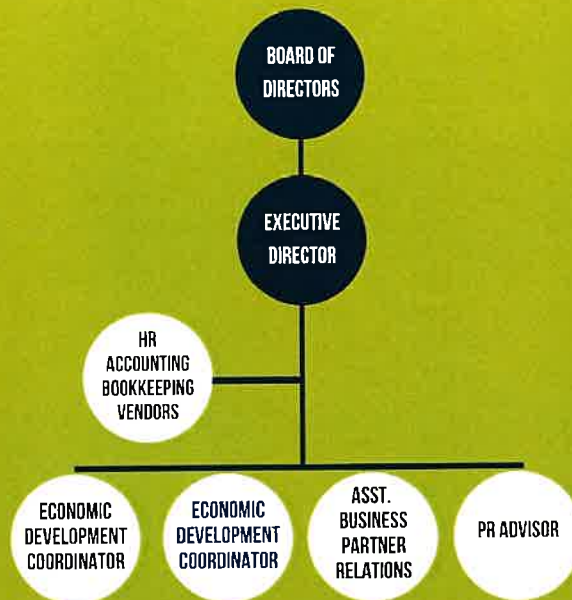 BOARD OF
DIRECTORS
EXECUTIVE
DIRECTOR
HR
ACCOUNTING
BOOKKEEPING
VENDORS
ECONOMIC
DEVELOPMENT
COORDINATOR
ECONOMIC
DEVELOPMENT
COORDINATOR
ASST.
BUSINESS
PARTNER
RELATIONS
PR ADVISOR